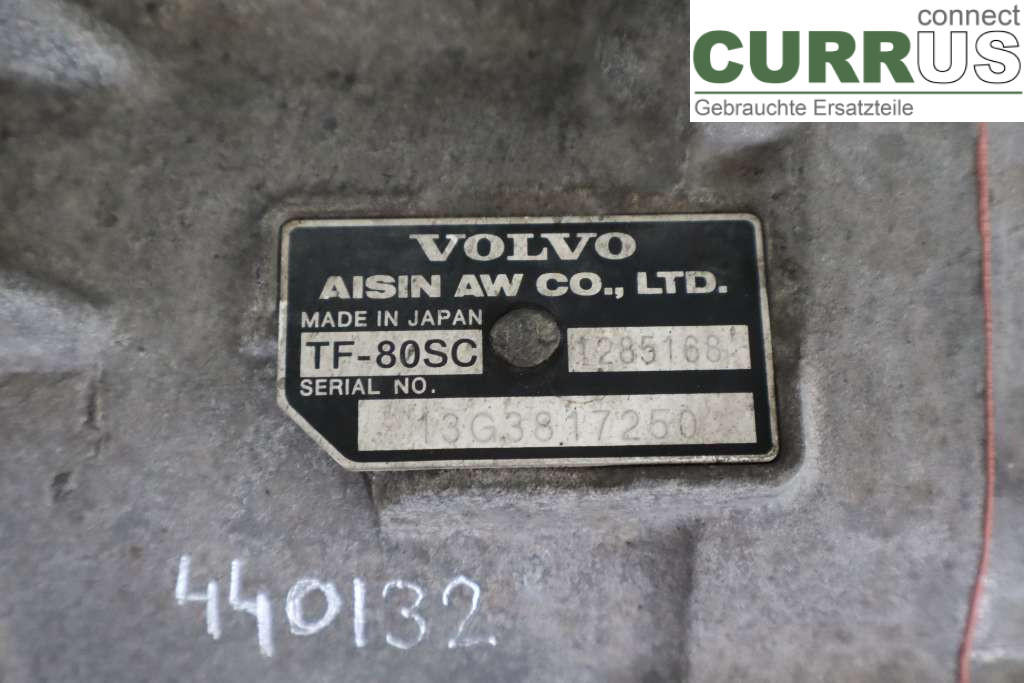 connect
CURRUS
Gebrauchte Ersatzteile
VOLVO
AISIN AW CO., LTD.
MADE IN JAPAN
TF-80SC 1285168
SERIAL NO.
13G3817250
440132